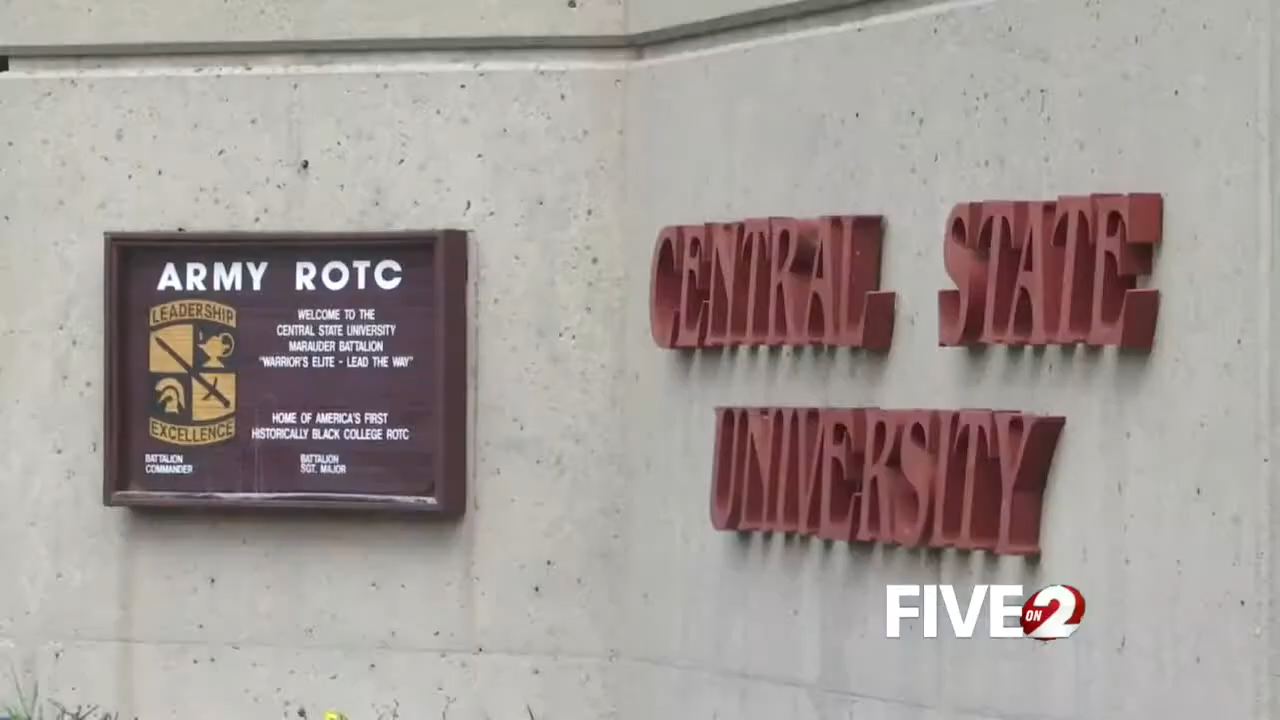 ARMY ROTC
LEADERSHIP
EXCELLENCE
WELCOME TO THE
CENTRAL STATE UNIVERSITY
MARAUDER BATTALION
"WARRIOR'S ELITE - LEAD THE WAY"
HOME OF AMERICA'S FIRST
HISTORICALLY BLACK COLLEGE ROTC
BATTALION
COMMANDER
BATTALION
SGT. MAJOR
CENTRAL STATE
UNIVERSITY
FIVE ON 2